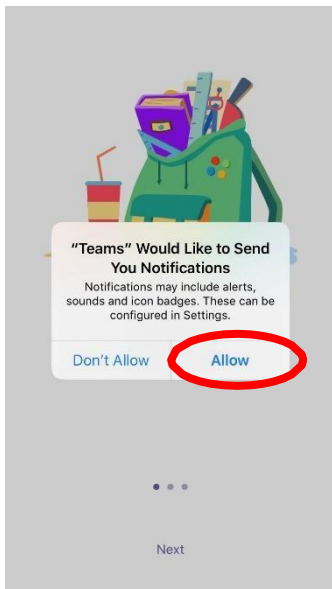 “Teams” Would Like to Send
You Notifications
Notifications may include alerts,
sounds and icon badges. These can be
configured in Settings.
Don’t Allow
Allow
Next